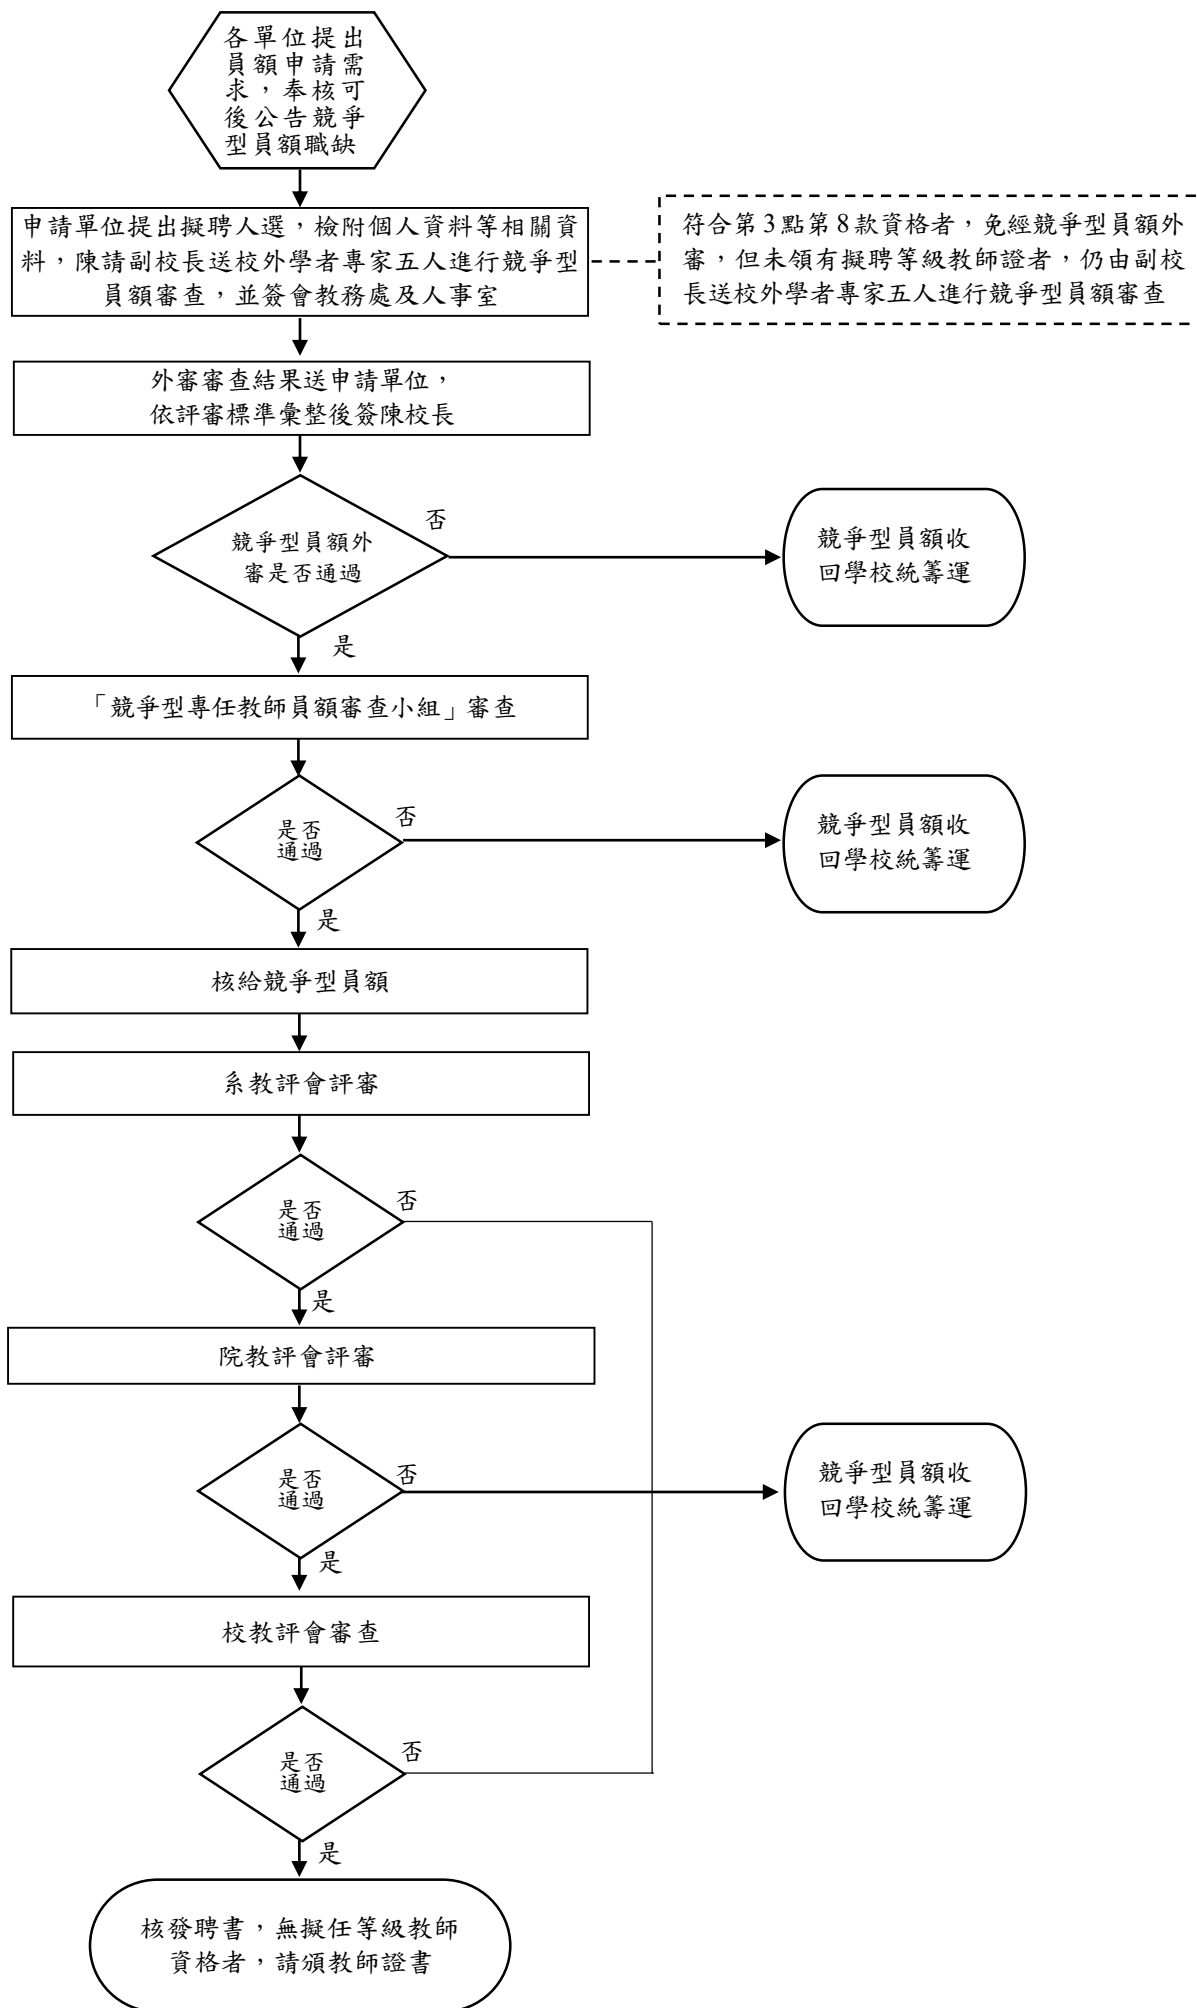 各單位提出
員額申請需
求，奉核可
後公告競爭
型員額職缺
申請單位提出擬聘人選，檢附個人資料等相關資
料，陳請副校長送校外學者專家五人進行競爭型
員額審查，並簽會教務處及人事室
符合第3點第8款資格者，免經競爭型員額外
審，但未領有擬聘等級教師證者，仍由副校
長送校外學者專家五人進行競爭型員額審查
外審審查結果送申請單位，
依評審標準彙整後簽陳校長
競爭型員額外
審是否通過
否
競爭型員額收
回學校統籌運
是
「競爭型專任教師員額審查小組」審查
是否
通過
否
競爭型員額收
回學校統籌運
是
核給競爭型員額
系教評會評審
是否
通過
否
是
院教評會評審
是否
通過
否
競爭型員額收
回學校統籌運
是
校教評會審查
是否
通過
否
是
核發聘書，無擬任等級教師
資格者，請頒教師證書